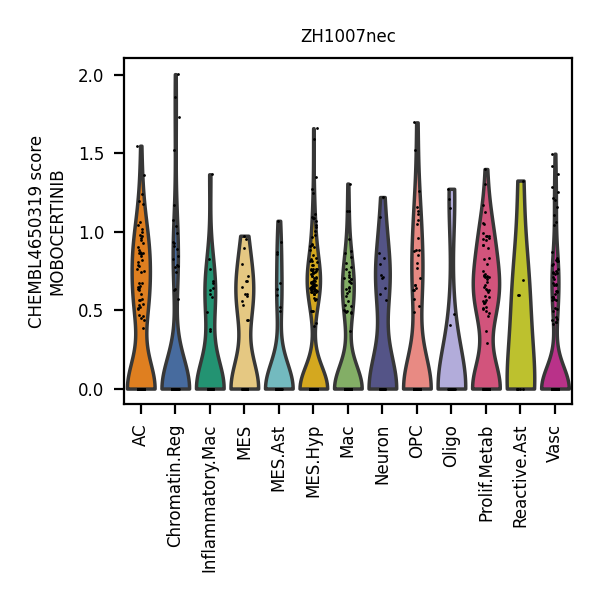 ZH1007nec
CHEMBL4650319 score
MOBOCERTINIB
2.0
1.5
1.0
0.5
0.0
AC
Chromatin.Reg
Inflammatory.Mac
MES
MES.Ast
MES.Hyp
Mac
Neuron
OPC
Oligo
Prolif.Metab
Reactive.Ast
Vasc